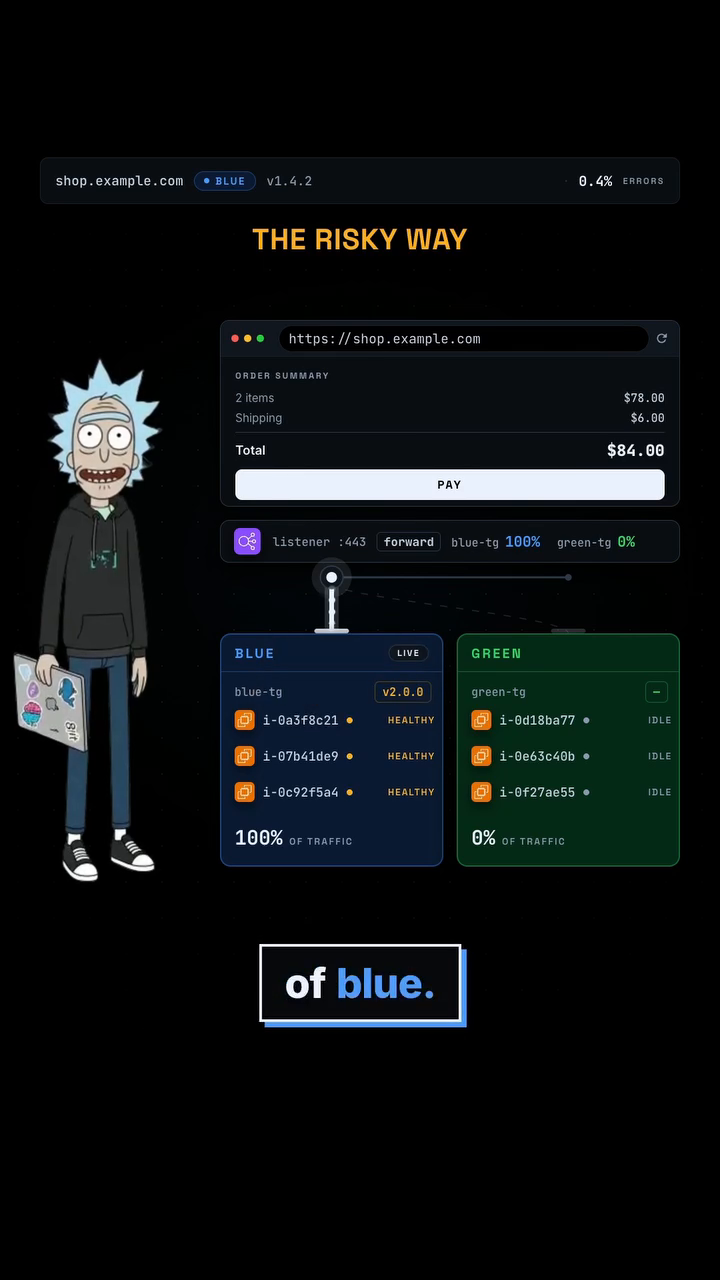 shop.example.com BLUE v1.4.2 0.4% ERRORS
THE RISKY WAY
https://shop.example.com
ORDER SUMMARY
2 items $78.00
Shipping $6.00
Total $84.00
PAY
listener :443 forward blue-tg 100% green-tg 0%
BLUE LIVE
blue-tg v2.0.0
i-0a3f8c21 HEALTHY
i-07b41de9 HEALTHY
i-0c92f5a4 HEALTHY
100% OF TRAFFIC
GREEN
green-tg —
i-0d18ba77 IDLE
i-0e63c40b IDLE
i-0f27ae55 IDLE
0% OF TRAFFIC
of blue.